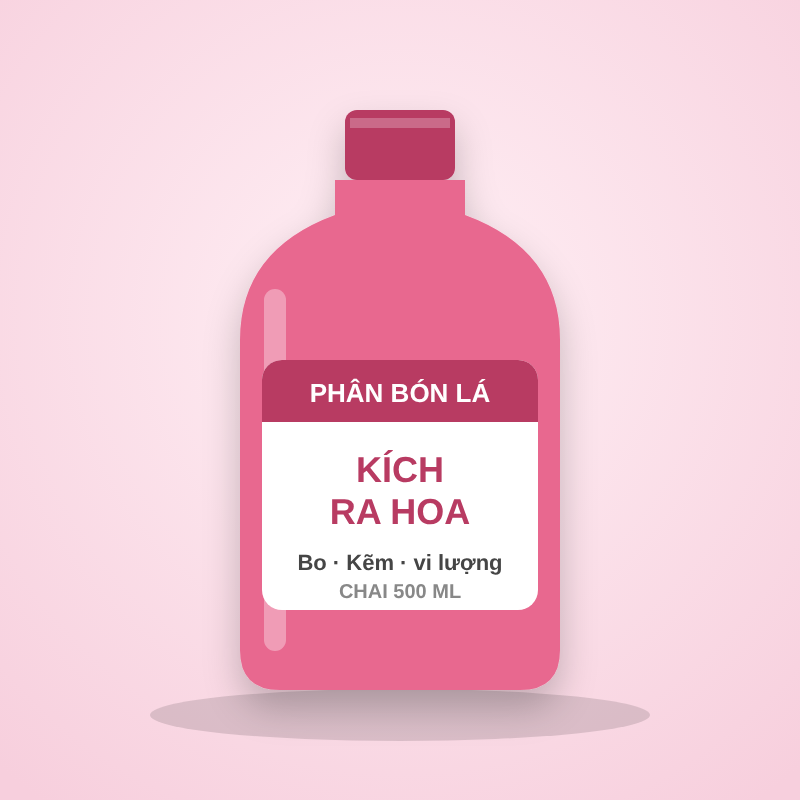 PHÂN BÓN LÁ
KÍCH
RA HOA
Bo · Kẽm · vi lượng
CHAI 500 ML